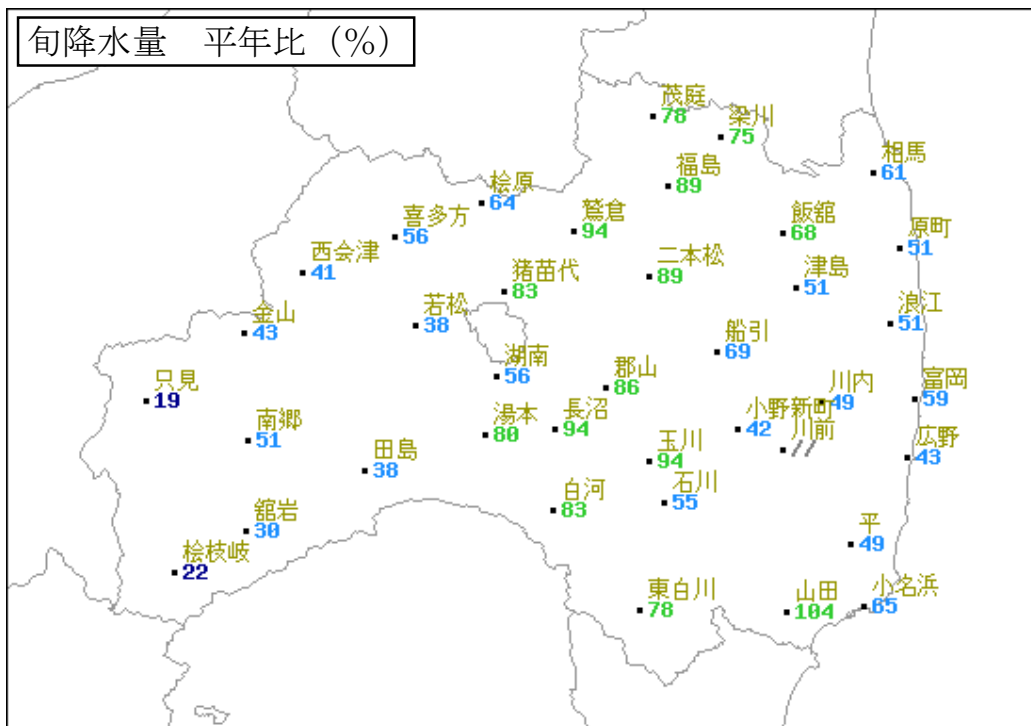 旬降水量　平年比（％）
茂庭
78
梁川
75
相馬
61
福島
89
桧原
64
鷲倉
94
飯舘
68
喜多方
56
原町
51
西会津
41
二本松
89
津島
51
猪苗代
83
若松
38
浪江
51
金山
43
船引
69
湖南
56
郡山
86
只見
19
川内
49
富岡
59
南郷
51
湯本
80
長沼
94
小野新町
42
川前
//
広野
43
田島
38
玉川
94
石川
55
白河
83
舘岩
30
平
49
桧枝岐
22
東白川
78
山田
104
小名浜
65